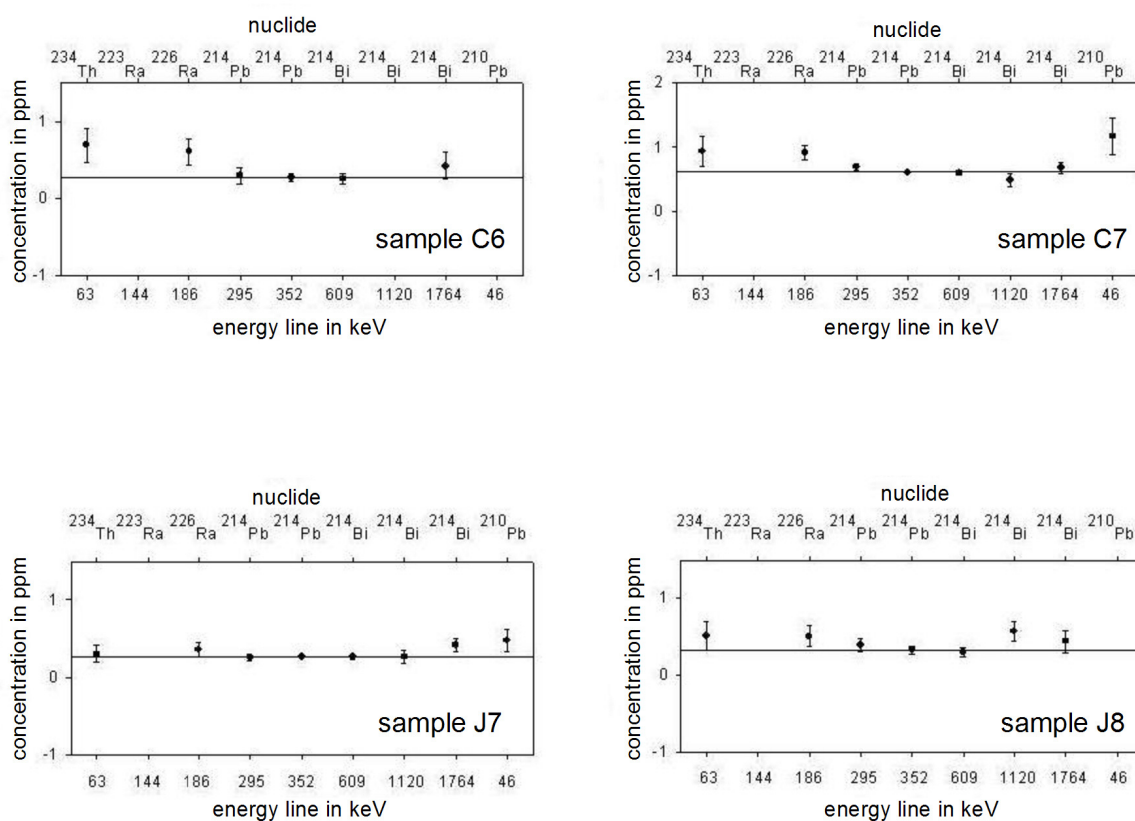 nuclide
234Th 223Ra 226Ra 214Pb 214Pb 214Bi 214Bi 214Bi 210Pb
concentration in ppm
1
0
-1
sample C6
63 144 186 295 352 609 1120 1764 46
energy line in keV
nuclide
234Th 223Ra 226Ra 214Pb 214Pb 214Bi 214Bi 214Bi 210Pb
concentration in ppm
2
1
0
-1
sample C7
63 144 186 295 352 609 1120 1764 46
energy line in keV
nuclide
234Th 223Ra 226Ra 214Pb 214Pb 214Bi 214Bi 214Bi 210Pb
concentration in ppm
1
0
-1
sample J7
63 144 186 295 352 609 1120 1764 46
energy line in keV
nuclide
234Th 223Ra 226Ra 214Pb 214Pb 214Bi 214Bi 214Bi 210Pb
concentration in ppm
1
0
-1
sample J8
63 144 186 295 352 609 1120 1764 46
energy line in keV